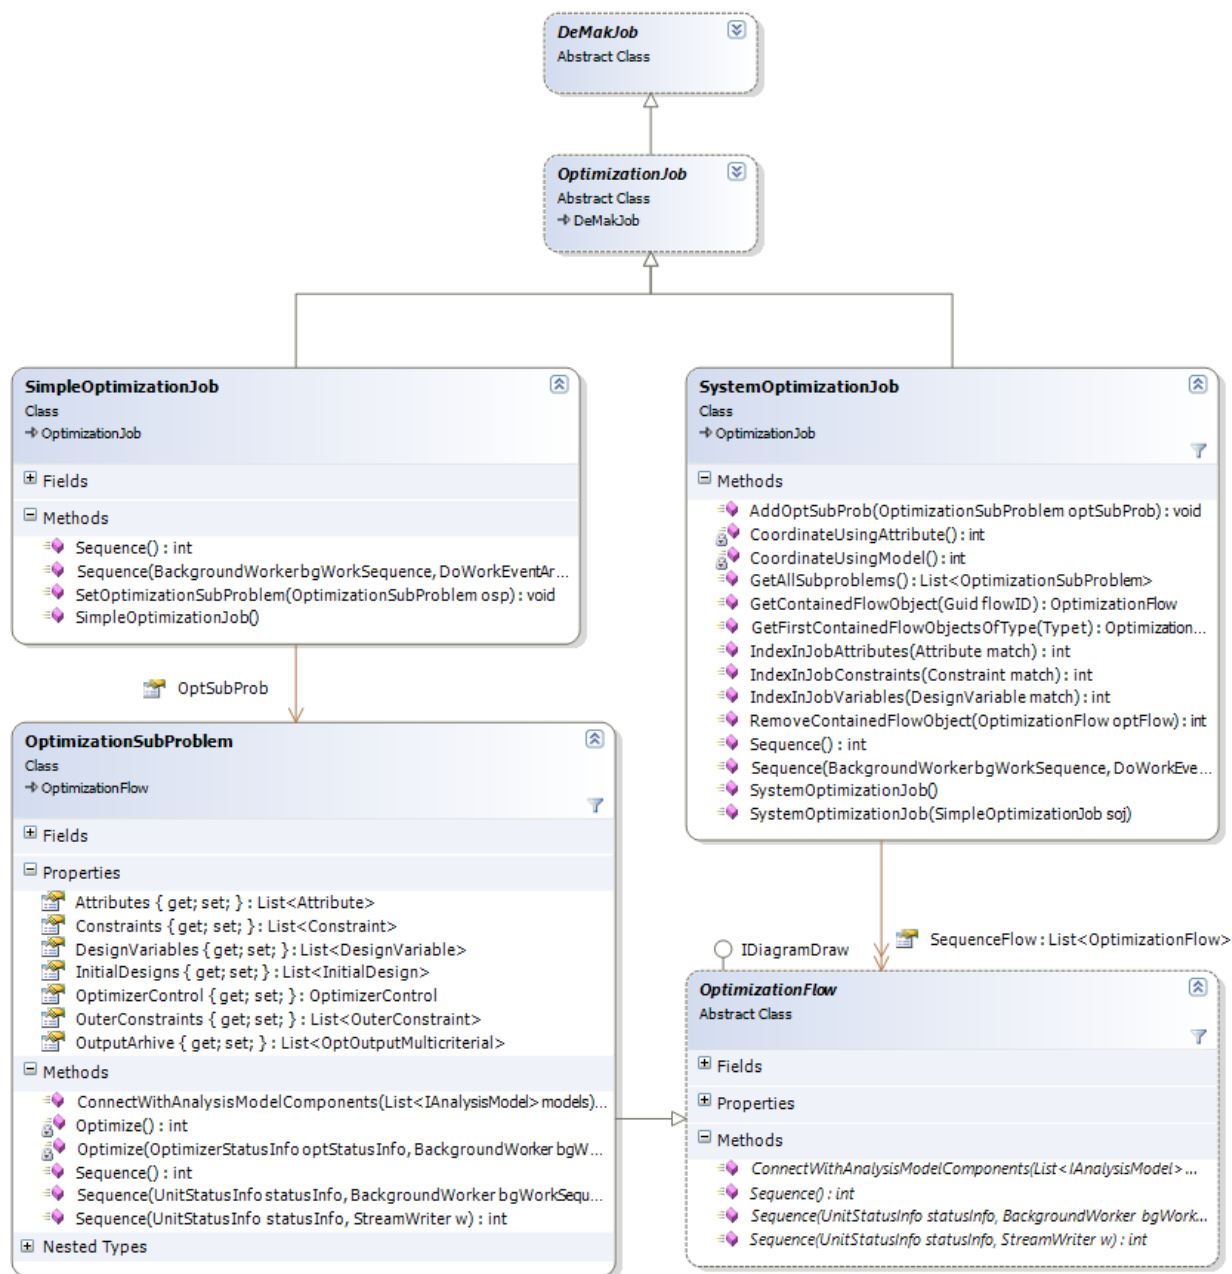 DeMakJob
Abstract Class
OptimizationJob
Abstract Class
DeMakJob
SimpleOptimizationJob
Class
OptimizationJob
Fields
Methods
Sequence() : int
Sequence(BackgroundWorker bgWorkSequence, DoWorkEventAr...
SetOptimizationSubProblem(OptimizationSubProblem osp) : void
SimpleOptimizationJob()
SystemOptimizationJob
Class
OptimizationJob
Methods
AddOptSubProb(OptimizationSubProblem optSubProb) : void
CoordinateUsingAttribute() : int
CoordinateUsingModel() : int
GetAllSubproblems() : List<OptimizationSubProblem>
GetContainedFlowObject(Guid flowID) : OptimizationFlow
GetFirstContainedFlowObjectsOfType(Type t) : Optimization...
IndexInJobAttributes(Attribute match) : int
IndexInJobConstraints(Constraint match) : int
IndexInJobVariables(DesignVariable match) : int
RemoveContainedFlowObject(OptimizationFlow optFlow) : int
Sequence() : int
Sequence(BackgroundWorker bgWorkSequence, DoWorkEve...
SystemOptimizationJob()
SystemOptimizationJob(SimpleOptimizationJob soj)
OptSubProb
OptimizationSubProblem
Class
OptimizationFlow
Fields
Properties
Attributes { get; set; } : List<Attribute>
Constraints { get; set; } : List<Constraint>
DesignVariables { get; set; } : List<DesignVariable>
InitialDesigns { get; set; } : List<InitialDesign>
OptimizerControl { get; set; } : OptimizerControl
OuterConstraints { get; set; } : List<OuterConstraint>
OutputArhive { get; set; } : List<OptOutputMulticriterial>
Methods
ConnectWithAnalysisModelComponents(List<IAnalysisModel> models)...
Optimize() : int
Optimize(OptimizerStatusInfo optStatusInfo, BackgroundWorker bgW...
Sequence() : int
Sequence(UnitStatusInfo statusInfo, BackgroundWorker bgWorkSequ...
Sequence(UnitStatusInfo statusInfo, StreamWriter w) : int
Nested Types
SequenceFlow : List<OptimizationFlow>
IDiagramDraw
OptimizationFlow
Abstract Class
Fields
Properties
Methods
ConnectWithAnalysisModelComponents(List<IAnalysisModel> ...
Sequence() : int
Sequence(UnitStatusInfo statusInfo, BackgroundWorker bgWork...
Sequence(UnitStatusInfo statusInfo, StreamWriter w) : int